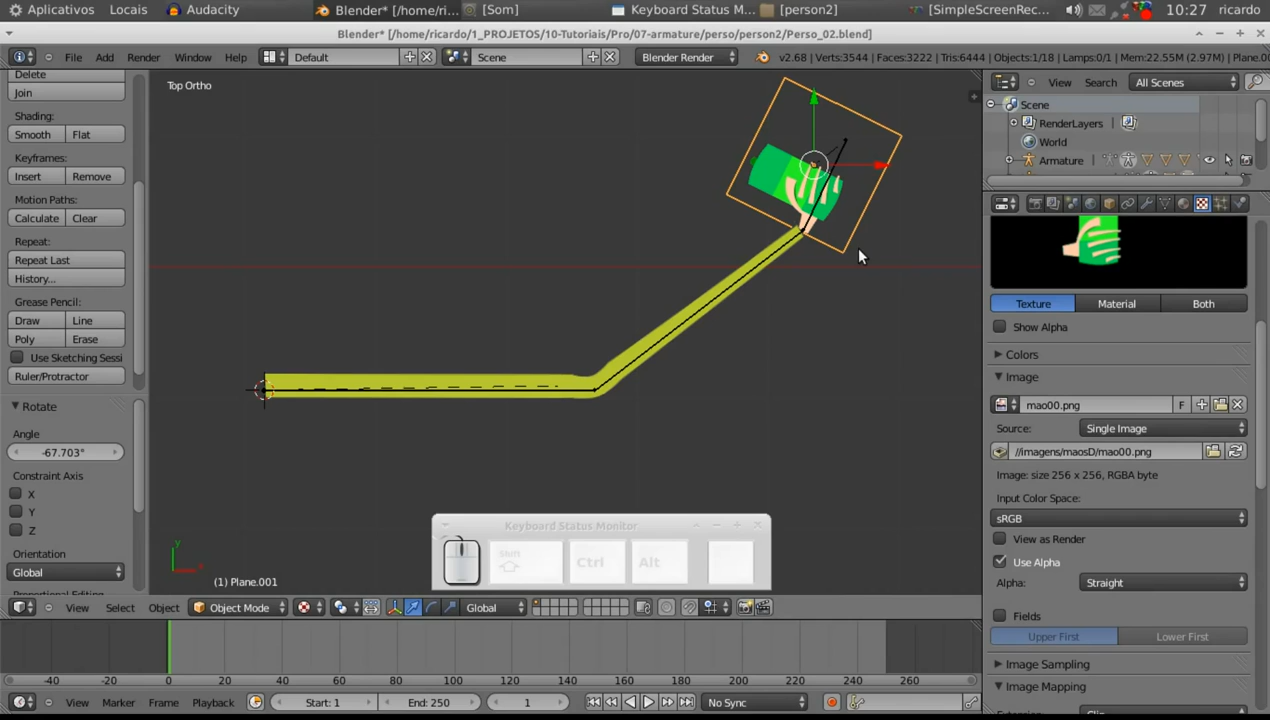 Aplicativos Locais Audacity Blender* [/home/ri... [Som] Keyboard Status M... [person2] [SimpleScreenRec... 10:27 ricardo
Blender* [/home/ricardo/1_PROJETOS/10-Tutoriais/Pro/07-armature/perso/person2/Perso_02.blend]
File Add Render Window Help Default Scene Blender Render v2.68 | Verts:3544 | Faces:3222 | Tris:6444 | Objects:1/18 | Lamps:0/1 | Mem:22.55M (2.97M) | Plane.00
Delete
Join
Shading:
Smooth Flat
Keyframes:
Insert Remove
Motion Paths:
Calculate Clear
Repeat:
Repeat Last
History...
Grease Pencil:
Draw Line
Poly Erase
Use Sketching Sessi
Ruler/Protractor
Rotate
Angle
-67.703°
Constraint Axis
X
Y
Z
Orientation
Global
Top Ortho
y
x
(1) Plane.001
Keyboard Status Monitor
Shift
Ctrl
Alt
View Select Object Object Mode Global
-40 -20 0 20 40 60 80 100 120 140 160 180 200 220 240 260
View Marker Frame Playback Start: 1 End: 250 1 No Sync
View Search All Scenes
Scene
RenderLayers
World
Armature
Texture Material Both
Show Alpha
Colors
Image
mao00.png F
Source: Single Image
//imagens/maosD/mao00.png
Image: size 256 x 256, RGBA byte
Input Color Space:
sRGB
View as Render
Use Alpha
Alpha: Straight
Fields
Upper First Lower First
Image Sampling
Image Mapping